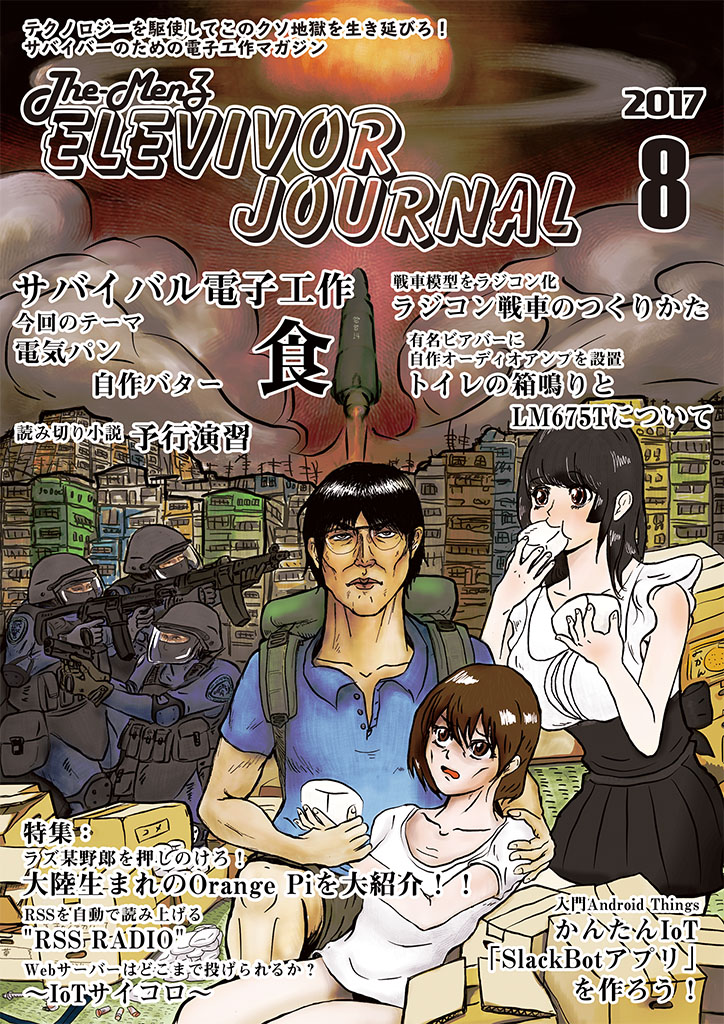 テクノロジーを駆使してこのクソ地獄を生き延びろ！
サバイバーのための電子工作マガジン
The-Menz
ELEVIVOR
JOURNAL
2017
8
サバイバル電子工作
今回のテーマ
電気パン
自作バター
食
読み切り小説 予行演習
戦車模型をラジコン化
ラジコン戦車のつくりかた
有名ビアバーに
自作オーディオアンプを設置
トイレの箱鳴りと
LM675Tについて
特集：
ラズ某野郎を押しのけろ！
大陸生まれのOrange Piを大紹介！！
RSSを自動で読み上げる
"RSS-RADIO"
Webサーバーはどこまで投げられるか？
～IoTサイコロ～
入門Android Things
かんたんIoT
「SlackBotアプリ」
を作ろう！